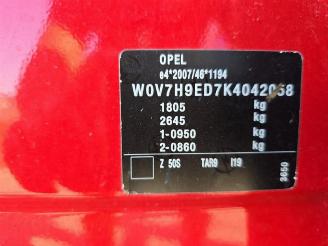 OPEL
e4*2007/46*1194
W0V7H9ED7K4042058
1805 kg
2645 kg
1-0950 kg
2-0860 kg
Z 50S TAR9 I19
3650